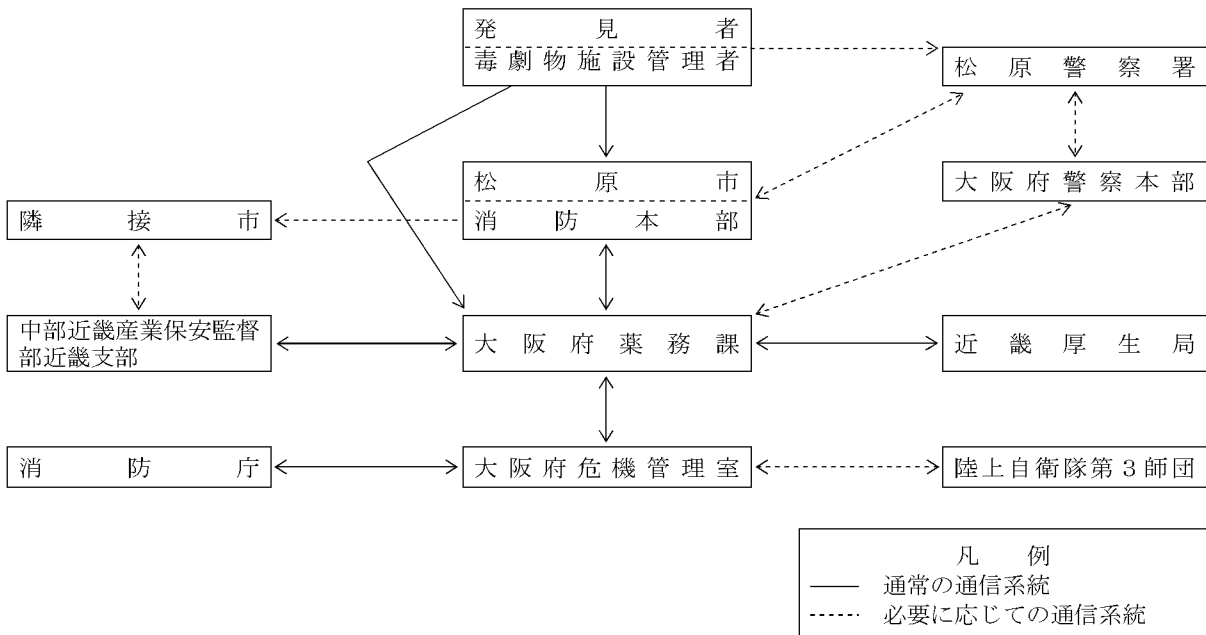 発見者
毒劇物施設管理者
松原警察署
松原市
消防本部
大阪府警察本部
隣接市
中部近畿産業保安監督
部近畿支部
大阪府薬務課
近畿厚生局
消防庁
大阪府危機管理室
陸上自衛隊第3師団
凡例
通常の通信系統
必要に応じての通信系統